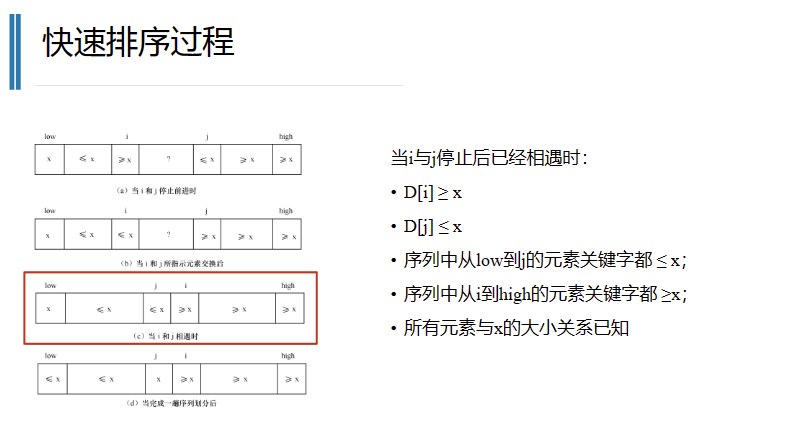 快速排序过程
low i j high
x ≤ x ≥ x ? ≤ x ≥ x ≥ x
(a) 当 i 和 j 停止前进时
low i j high
x ≤ x ≤ x ? ≥ x ≥ x ≥ x
(b) 当 i 和 j 所指示元素交换后
low j i high
x ≤ x ≤ x ≥ x ≥ x ≥ x
(c) 当 i 和 j 相遇时
low j i high
≤ x ≤ x x ≥ x ≥ x ≥ x
(d) 当完成一趟序列划分后
当i与j停止后已经相遇时：
• D[i] ≥ x
• D[j] ≤ x
• 序列中从low到j的元素关键字都 ≤ x；
• 序列中从i到high的元素关键字都 ≥x；
• 所有元素与x的大小关系已知